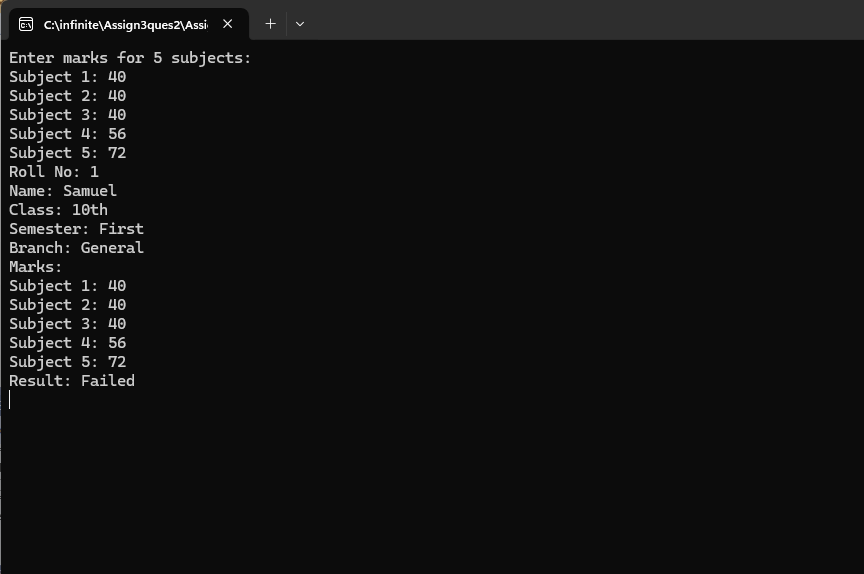 C:\infinite\Assign3ques2\Assi
Enter marks for 5 subjects:
Subject 1: 40
Subject 2: 40
Subject 3: 40
Subject 4: 56
Subject 5: 72
Roll No: 1
Name: Samuel
Class: 10th
Semester: First
Branch: General
Marks:
Subject 1: 40
Subject 2: 40
Subject 3: 40
Subject 4: 56
Subject 5: 72
Result: Failed